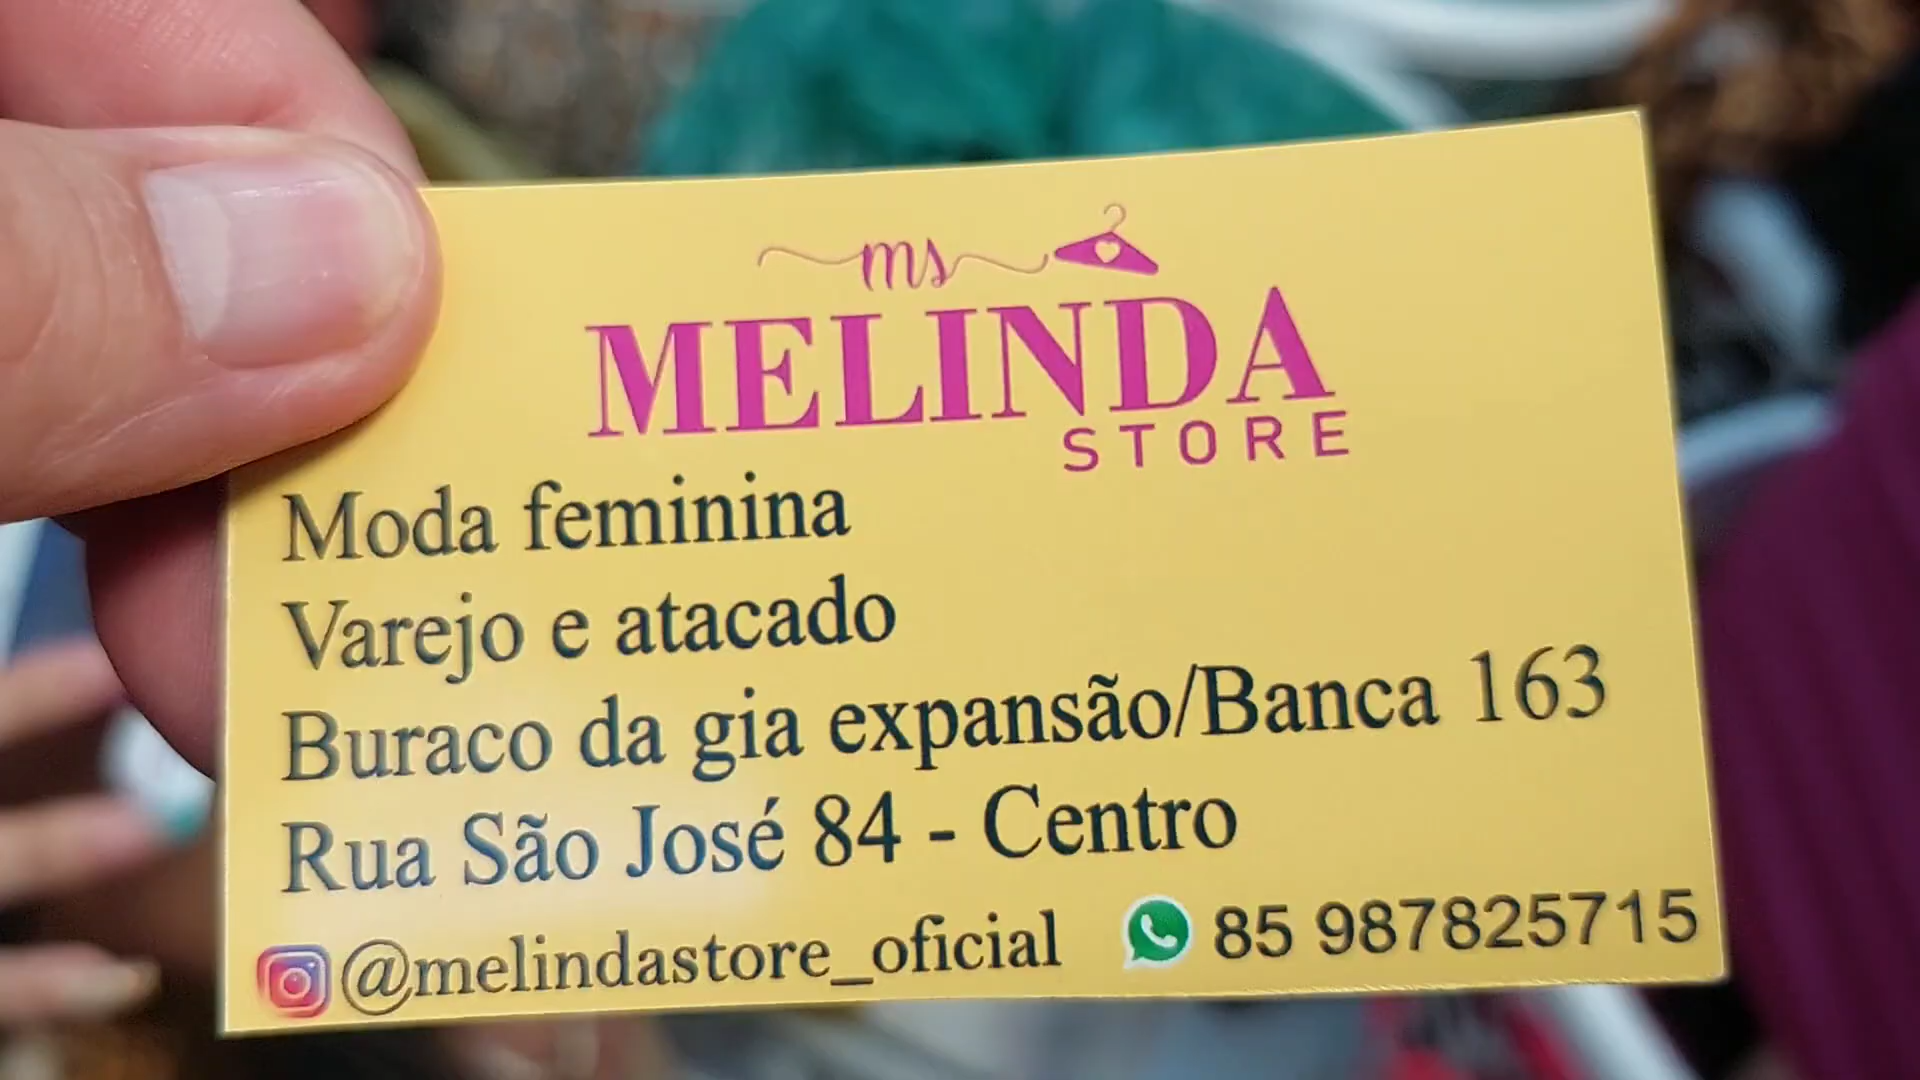 ms
MELINDA
STORE
Moda feminina
Varejo e atacado
Buraco da gia expansão/Banca 163
Rua São José 84 - Centro
@melindastore_oficial 85 987825715